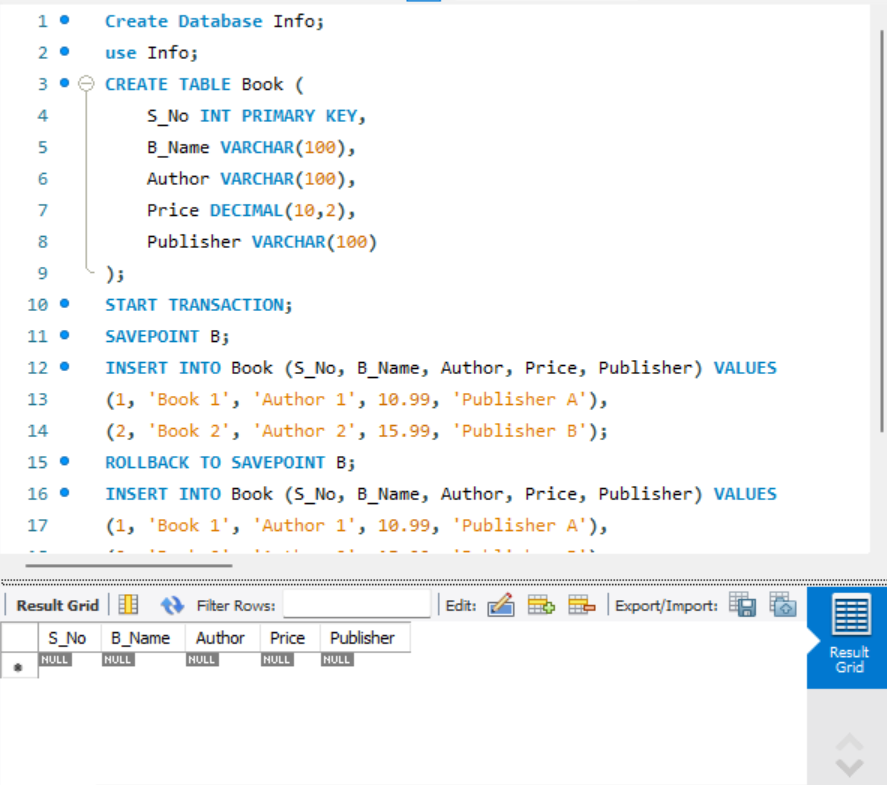 1 Create Database Info;
2 use Info;
3 CREATE TABLE Book (
4 S_No INT PRIMARY KEY,
5 B_Name VARCHAR(100),
6 Author VARCHAR(100),
7 Price DECIMAL(10,2),
8 Publisher VARCHAR(100)
9 );
10 START TRANSACTION;
11 SAVEPOINT B;
12 INSERT INTO Book (S_No, B_Name, Author, Price, Publisher) VALUES
13 (1, 'Book 1', 'Author 1', 10.99, 'Publisher A'),
14 (2, 'Book 2', 'Author 2', 15.99, 'Publisher B');
15 ROLLBACK TO SAVEPOINT B;
16 INSERT INTO Book (S_No, B_Name, Author, Price, Publisher) VALUES
17 (1, 'Book 1', 'Author 1', 10.99, 'Publisher A'),
Result Grid Filter Rows: Edit: Export/Import:
S_No B_Name Author Price Publisher
* NULL NULL NULL NULL NULL
Result
Grid